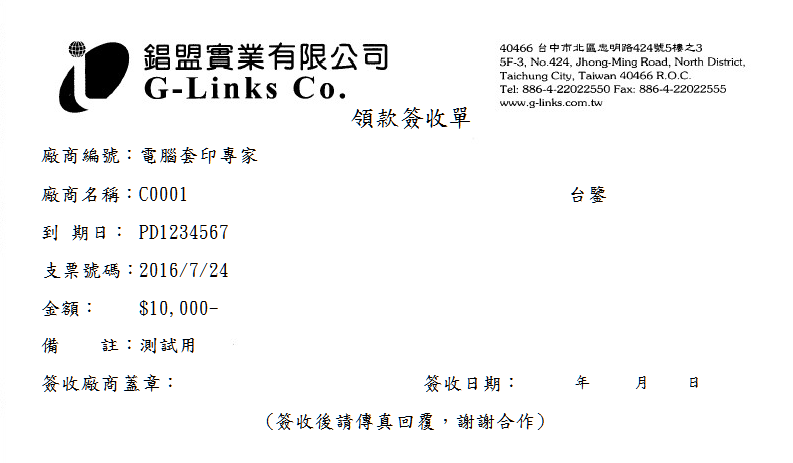 錩盟實業有限公司
G-Links Co.
40466 台中市北區忠明路424號5樓之3
5F-3, No.424, Jhong-Ming Road, North District,
Taichung City, Taiwan 40466 R.O.C.
Tel: 886-4-22022550 Fax: 886-4-22022555
www.g-links.com.tw
領款簽收單
廠商編號：電腦套印專家
廠商名稱：C0001 台鑒
到 期日： PD1234567
支票號碼：2016/7/24
金額： $10,000-
備 註：測試用
簽收廠商蓋章： 簽收日期： 年 月 日
(簽收後請傳真回覆，謝謝合作)